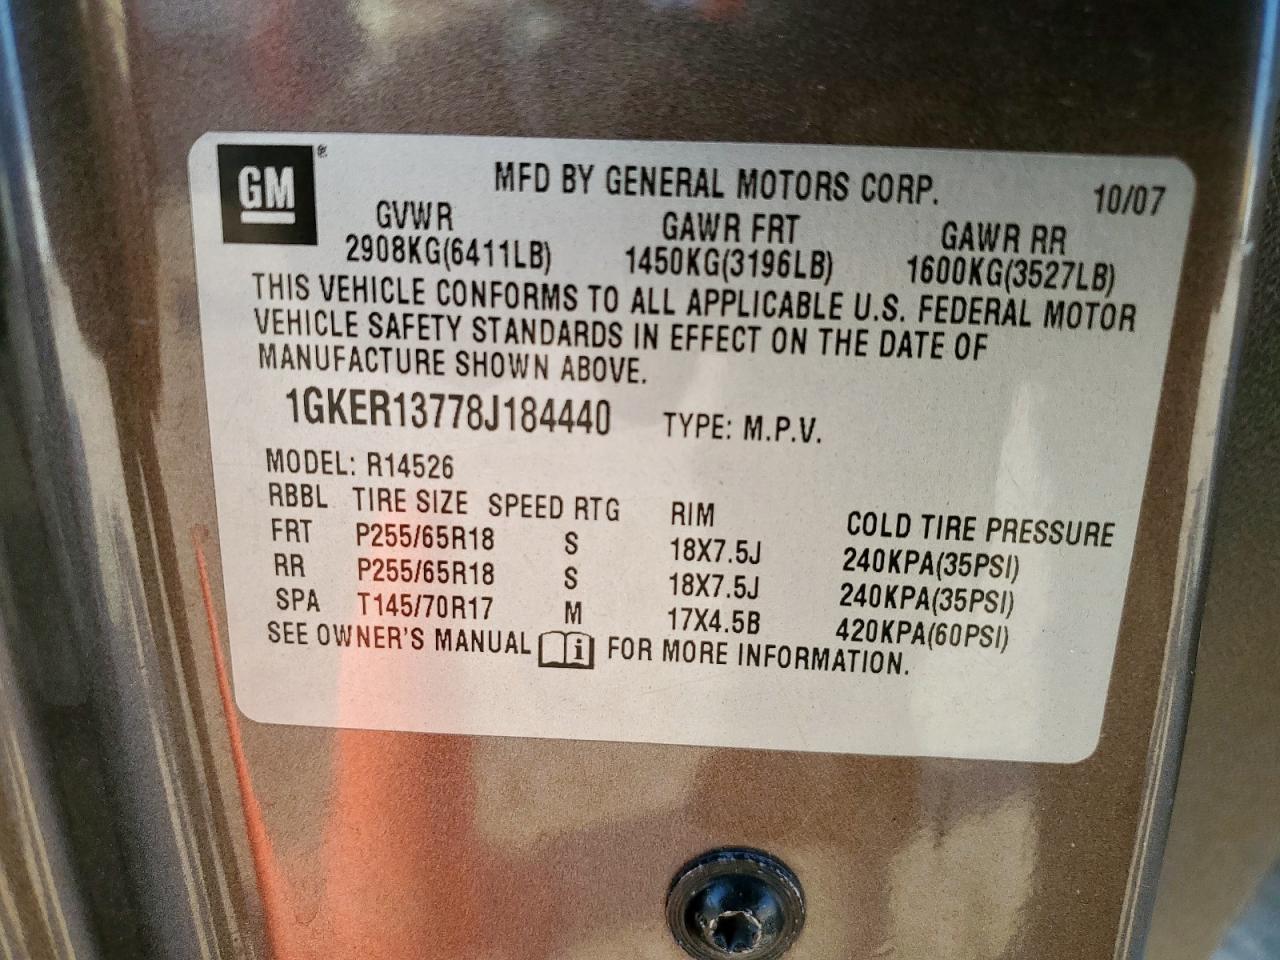 GM ®
MFD BY GENERAL MOTORS CORP. 10/07
GVWR GAWR FRT GAWR RR
2908KG(6411LB) 1450KG(3196LB) 1600KG(3527LB)
THIS VEHICLE CONFORMS TO ALL APPLICABLE U.S. FEDERAL MOTOR
VEHICLE SAFETY STANDARDS IN EFFECT ON THE DATE OF
MANUFACTURE SHOWN ABOVE.
1GKER13778J184440 TYPE: M.P.V.
MODEL: R14526
RBBL TIRE SIZE SPEED RTG RIM COLD TIRE PRESSURE
FRT P255/65R18 S 18X7.5J 240KPA(35PSI)
RR P255/65R18 S 18X7.5J 240KPA(35PSI)
SPA T145/70R17 M 17X4.5B 420KPA(60PSI)
SEE OWNER'S MANUAL i FOR MORE INFORMATION.